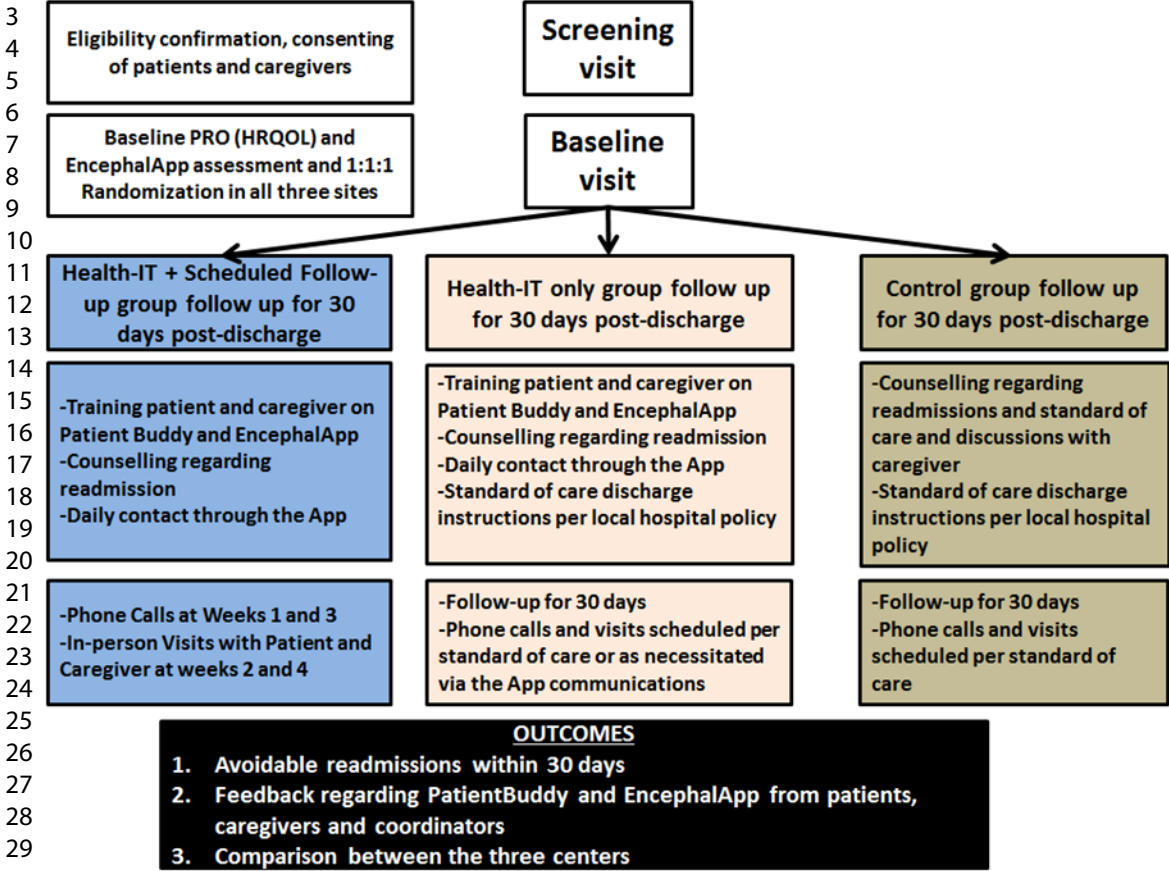 3
4
5
6
7
8
9
10
11
12
13
14
15
16
17
18
19
20
21
22
23
24
25
26
27
28
29
Eligibility confirmation, consenting
of patients and caregivers
Screening
visit
Baseline PRO (HRQOL) and
EncephalApp assessment and 1:1:1
Randomization in all three sites
Baseline
visit
Health-IT + Scheduled Follow-
up group follow up for 30
days post-discharge
Health-IT only group follow up
for 30 days post-discharge
Control group follow up
for 30 days post-discharge
-Training patient and caregiver on
Patient Buddy and EncephalApp
-Counselling regarding
readmission
-Daily contact through the App
-Training patient and caregiver on
Patient Buddy and EncephalApp
-Counselling regarding readmission
-Daily contact through the App
-Standard of care discharge
instructions per local hospital policy
-Counselling regarding
readmissions and standard of
care and discussions with
caregiver
-Standard of care discharge
instructions per local hospital
policy
-Phone Calls at Weeks 1 and 3
-In-person Visits with Patient and
Caregiver at weeks 2 and 4
-Follow-up for 30 days
-Phone calls and visits scheduled per
standard of care or as necessitated
via the App communications
-Follow-up for 30 days
-Phone calls and visits
scheduled per standard of
care
OUTCOMES
1. Avoidable readmissions within 30 days
2. Feedback regarding PatientBuddy and EncephalApp from patients,
caregivers and coordinators
3. Comparison between the three centers